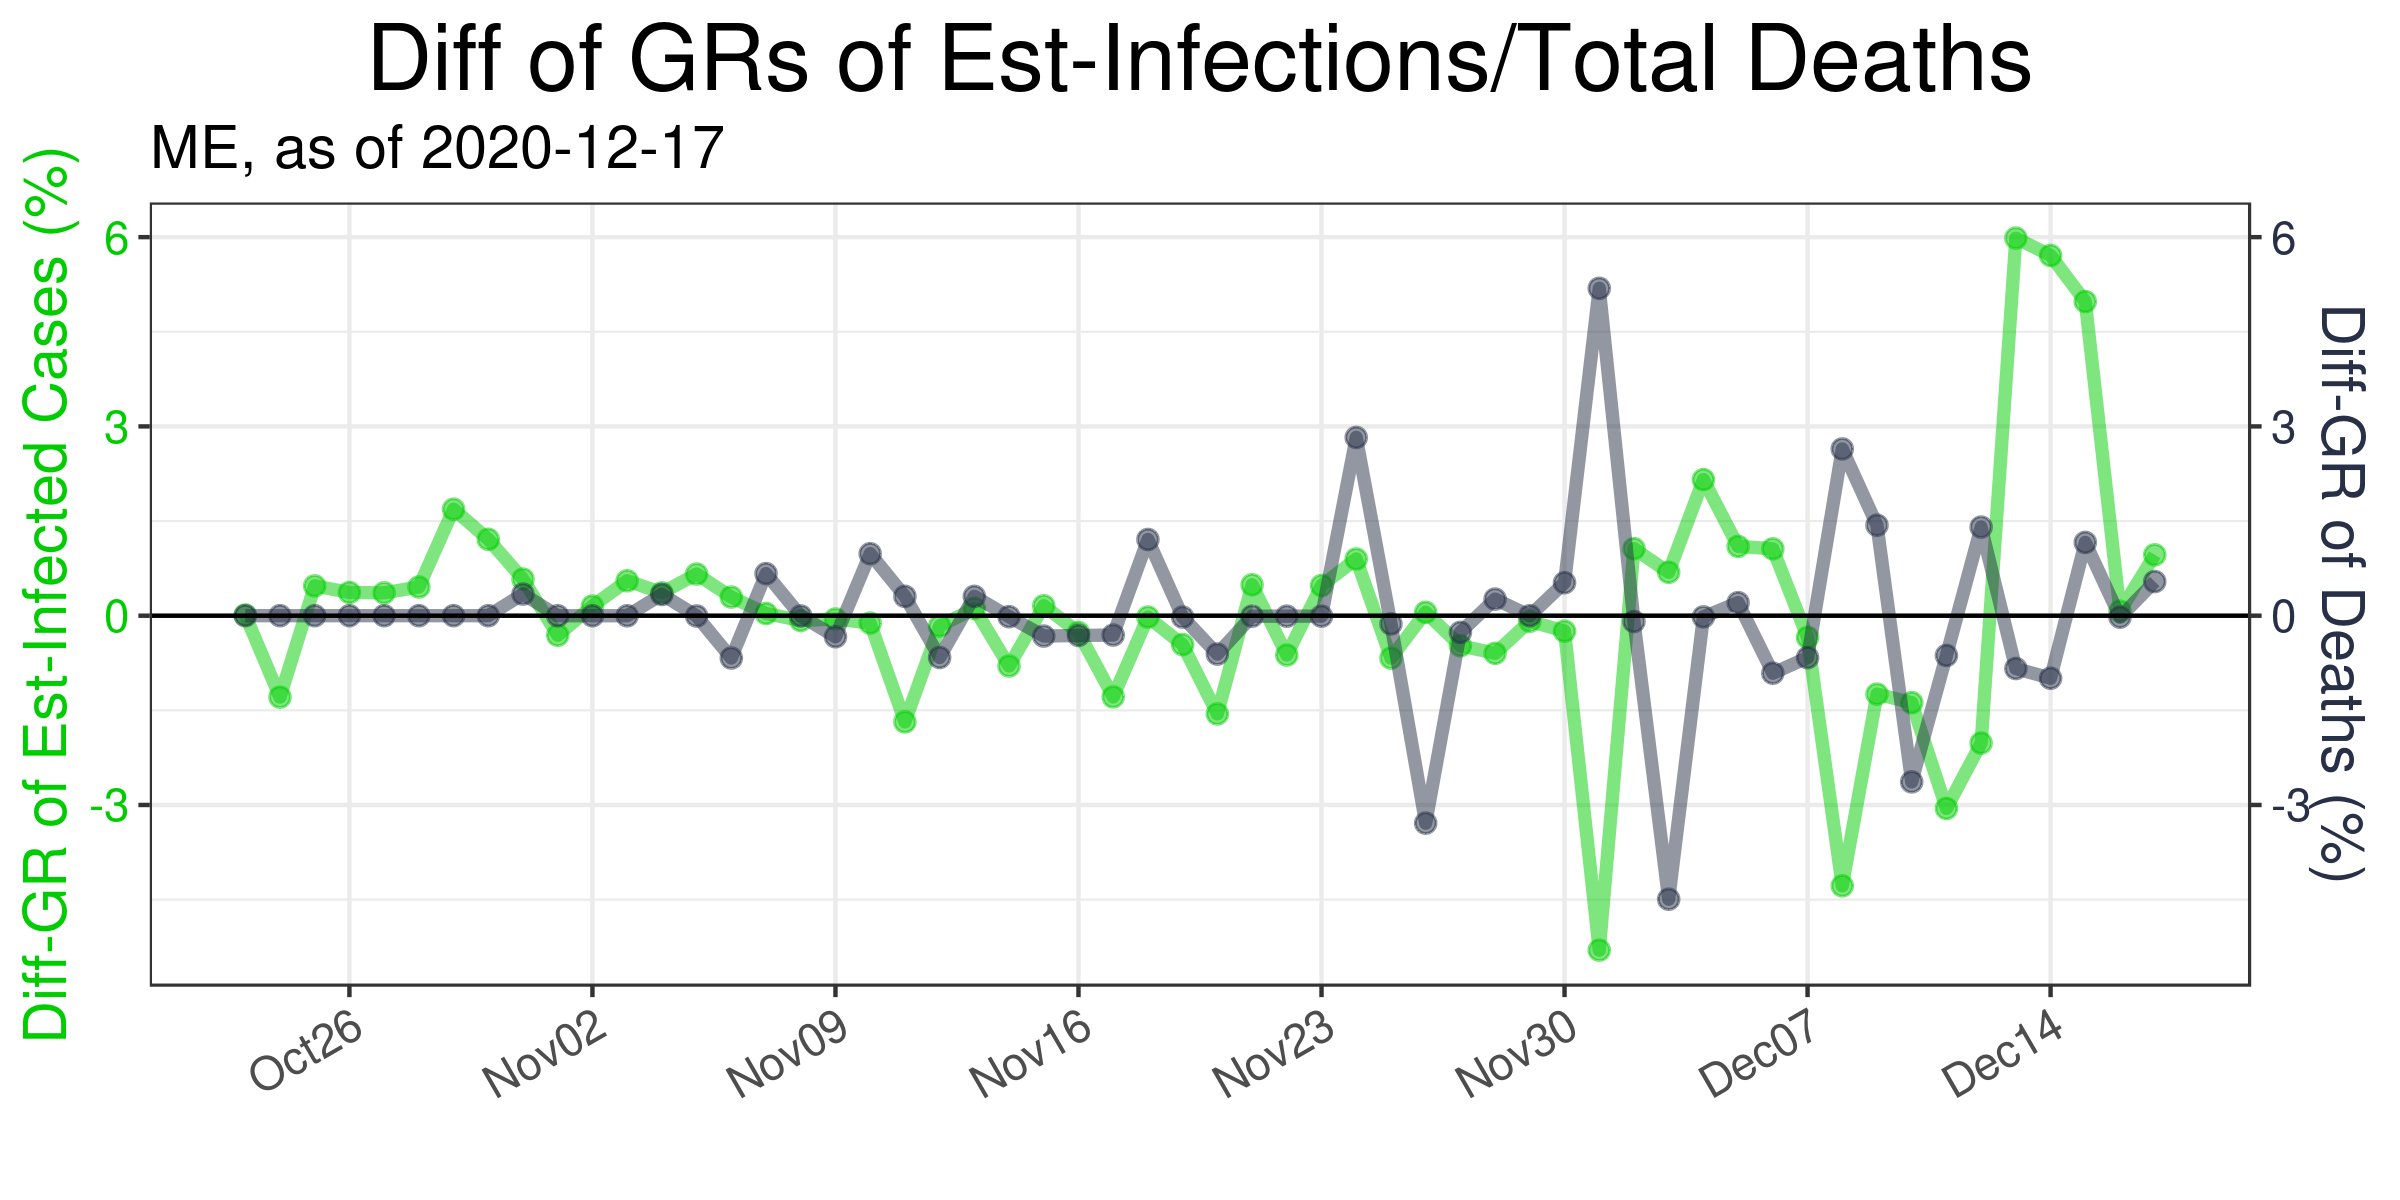 Diff of GRs of Est-Infections/Total Deaths
ME, as of 2020-12-17
Diff-GR of Est-Infected Cases (%)
6
3
0
-3
6
3
0
-3
Diff-GR of Deaths (%)
Oct26
Nov02
Nov09
Nov16
Nov23
Nov30
Dec07
Dec14